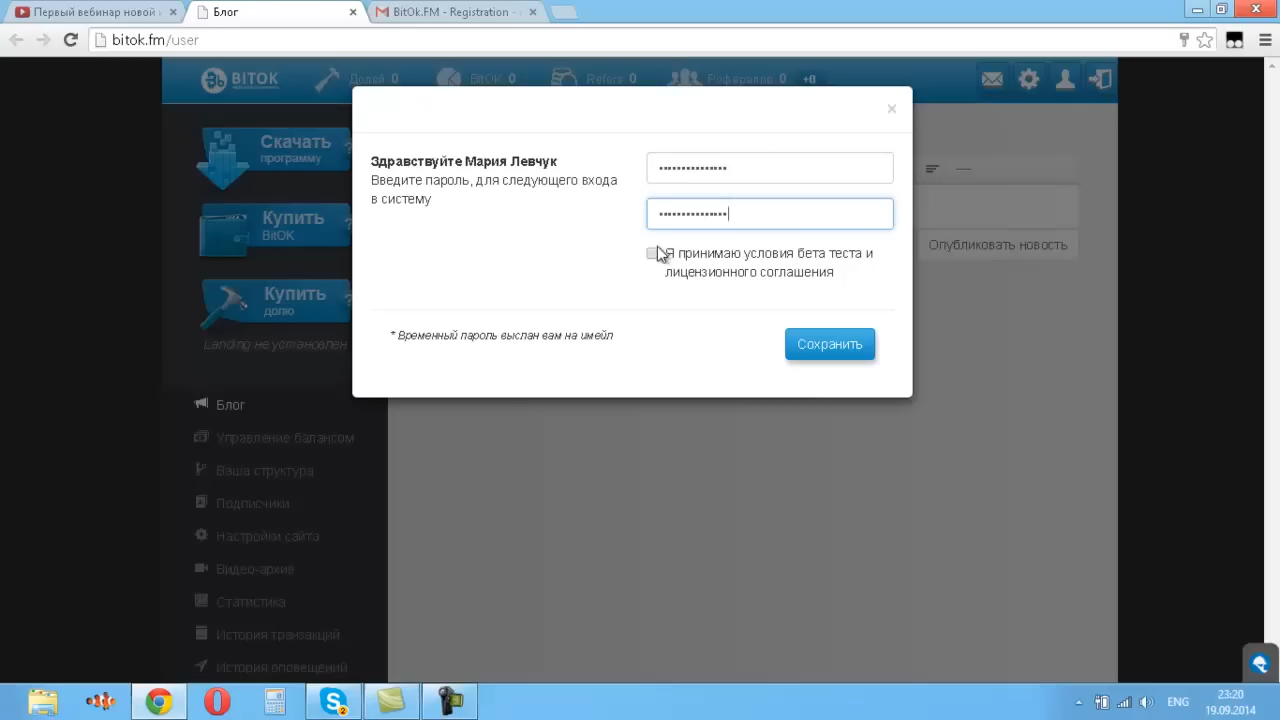 Первый вебинар новой
Блог
BitOk.FM - Registration -
bitok.fm/user
BITOK
Долей 0
BitOK 0
Refers 0
Рефералов 0
+0
Скачать
программу
?
Купить
BitOK
?
Купить
долю
?
Landing не установлен
Блог
Управление балансом
Ваша структура
Подписчики
Настройки сайта
Видео-архив
Статистика
История транзакций
История оповещений
×
Здравствуйте Мария Левчук
Введите пароль, для следующего входа
в систему
Я принимаю условия бета теста и
лицензионного соглашения
* Временный пароль выслан вам на имейл
Сохранить
Опубликовать новость
2
ENG
23:20
19.09.2014